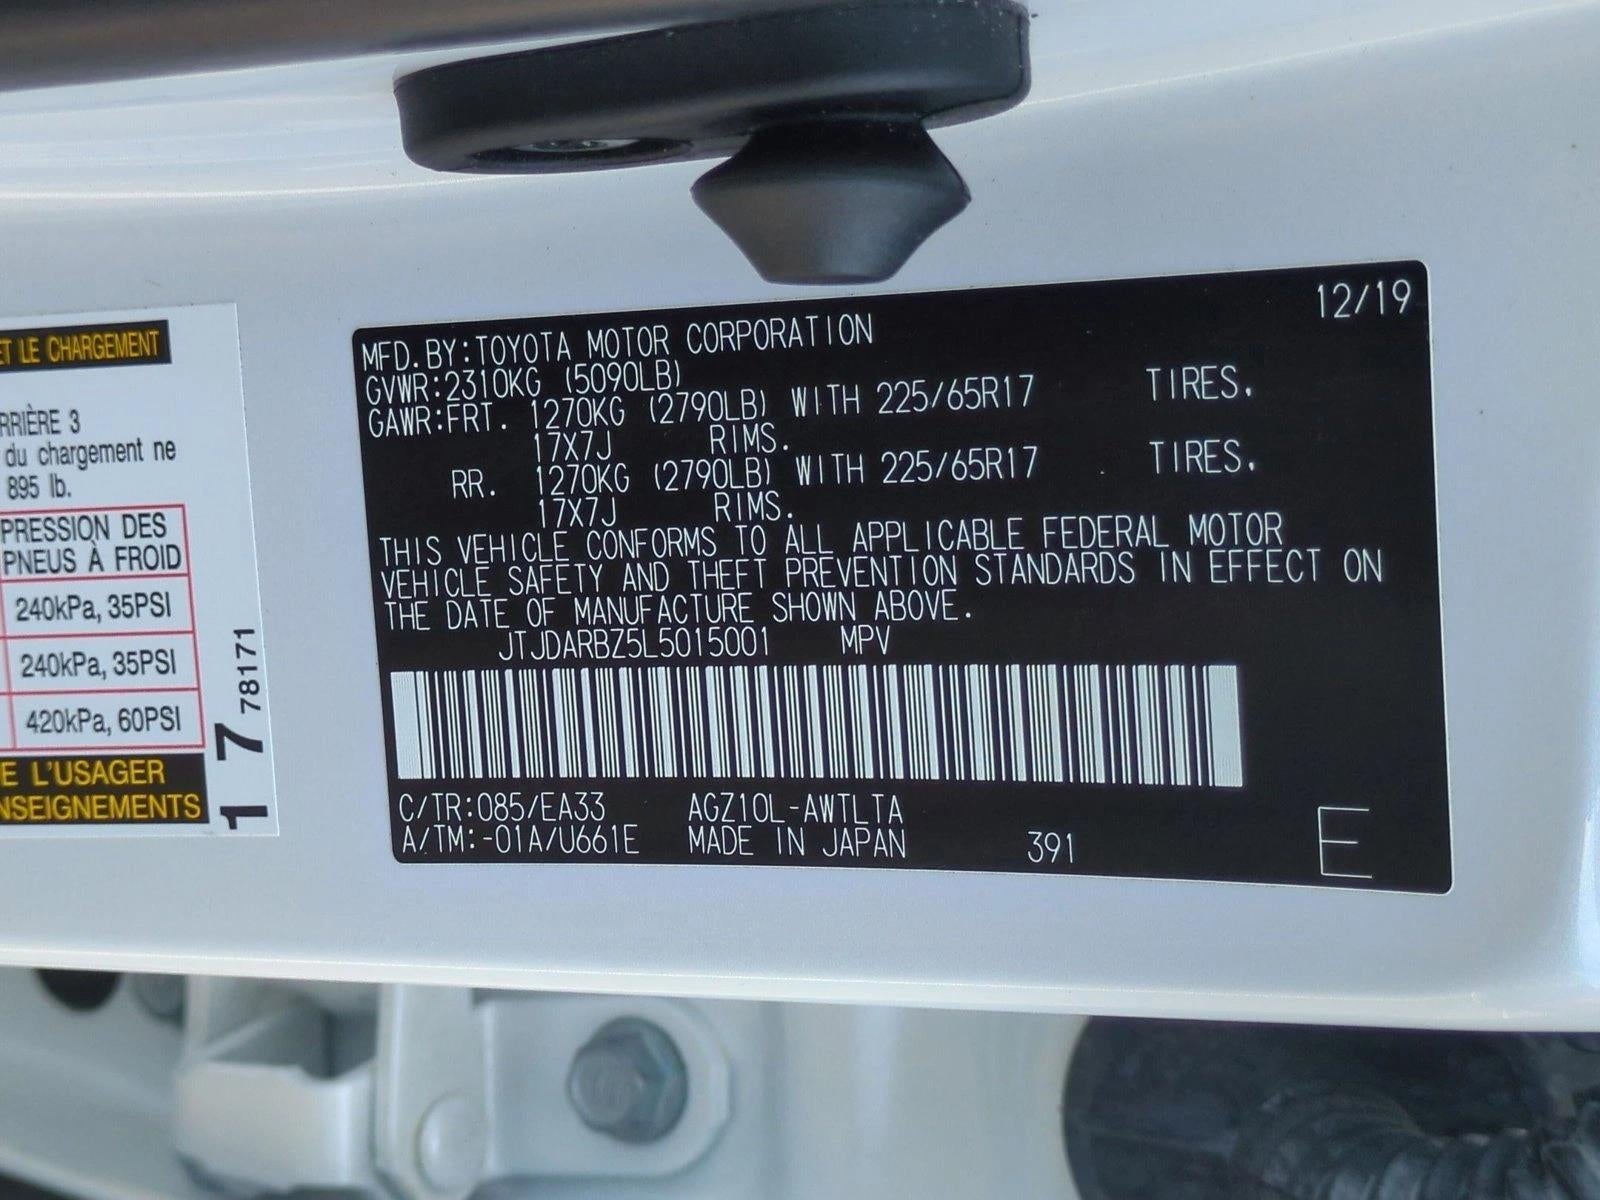 ET LE CHARGEMENT
RRIÈRE 3
du chargement ne
895 lb.
PRESSION DES
PNEUS À FROID
240kPa, 35PSI
240kPa, 35PSI
420kPa, 60PSI
E L'USAGER
NSEIGNEMENTS
1 7 78171
12/19
MFD.BY:TOYOTA MOTOR CORPORATION
GVWR:2310KG (5090LB)
GAWR:FRT. 1270KG (2790LB) WITH 225/65R17 TIRES.
17X7J RIMS.
RR. 1270KG (2790LB) WITH 225/65R17 TIRES.
17X7J RIMS.
THIS VEHICLE CONFORMS TO ALL APPLICABLE FEDERAL MOTOR
VEHICLE SAFETY AND THEFT PREVENTION STANDARDS IN EFFECT ON
THE DATE OF MANUFACTURE SHOWN ABOVE.
JTJDARBZ5L5015001 MPV
C/TR:085/EA33 AGZ10L-AWTLTA
A/TM:-01A/U661E MADE IN JAPAN 391 E